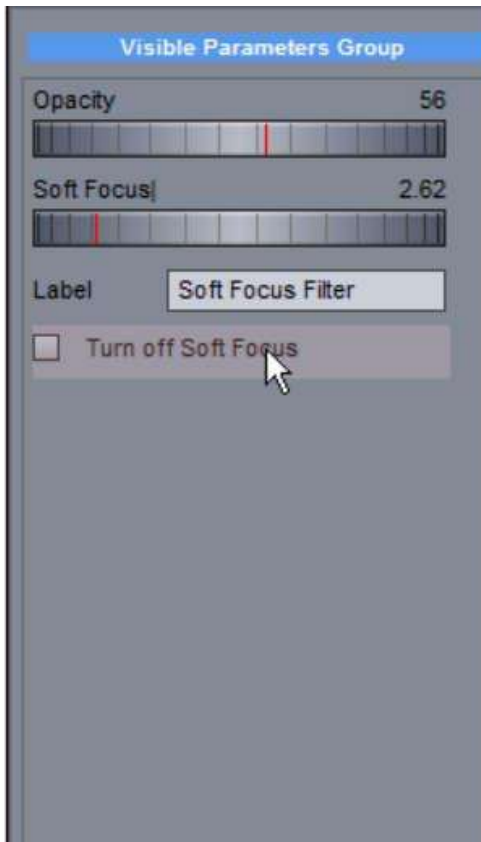 Visible Parameters Group
Opacity 56
Soft Focus 2.62
Label Soft Focus Filter
Turn off Soft Focus